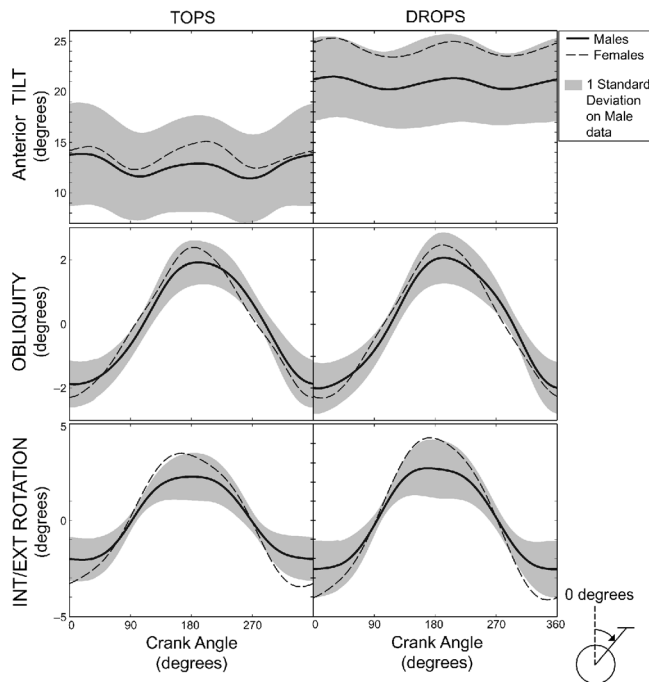 TOPS
DROPS
Males
Females
1 Standard
Deviation
on Male
data
Anterior TILT
(degrees)
25
20
15
10
OBLIQUITY
(degrees)
2
0
−2
INT/EXT ROTATION
(degrees)
5
0
−5
0 90 180 270 0 90 180 270 360
Crank Angle
(degrees)
Crank Angle
(degrees)
0 degrees